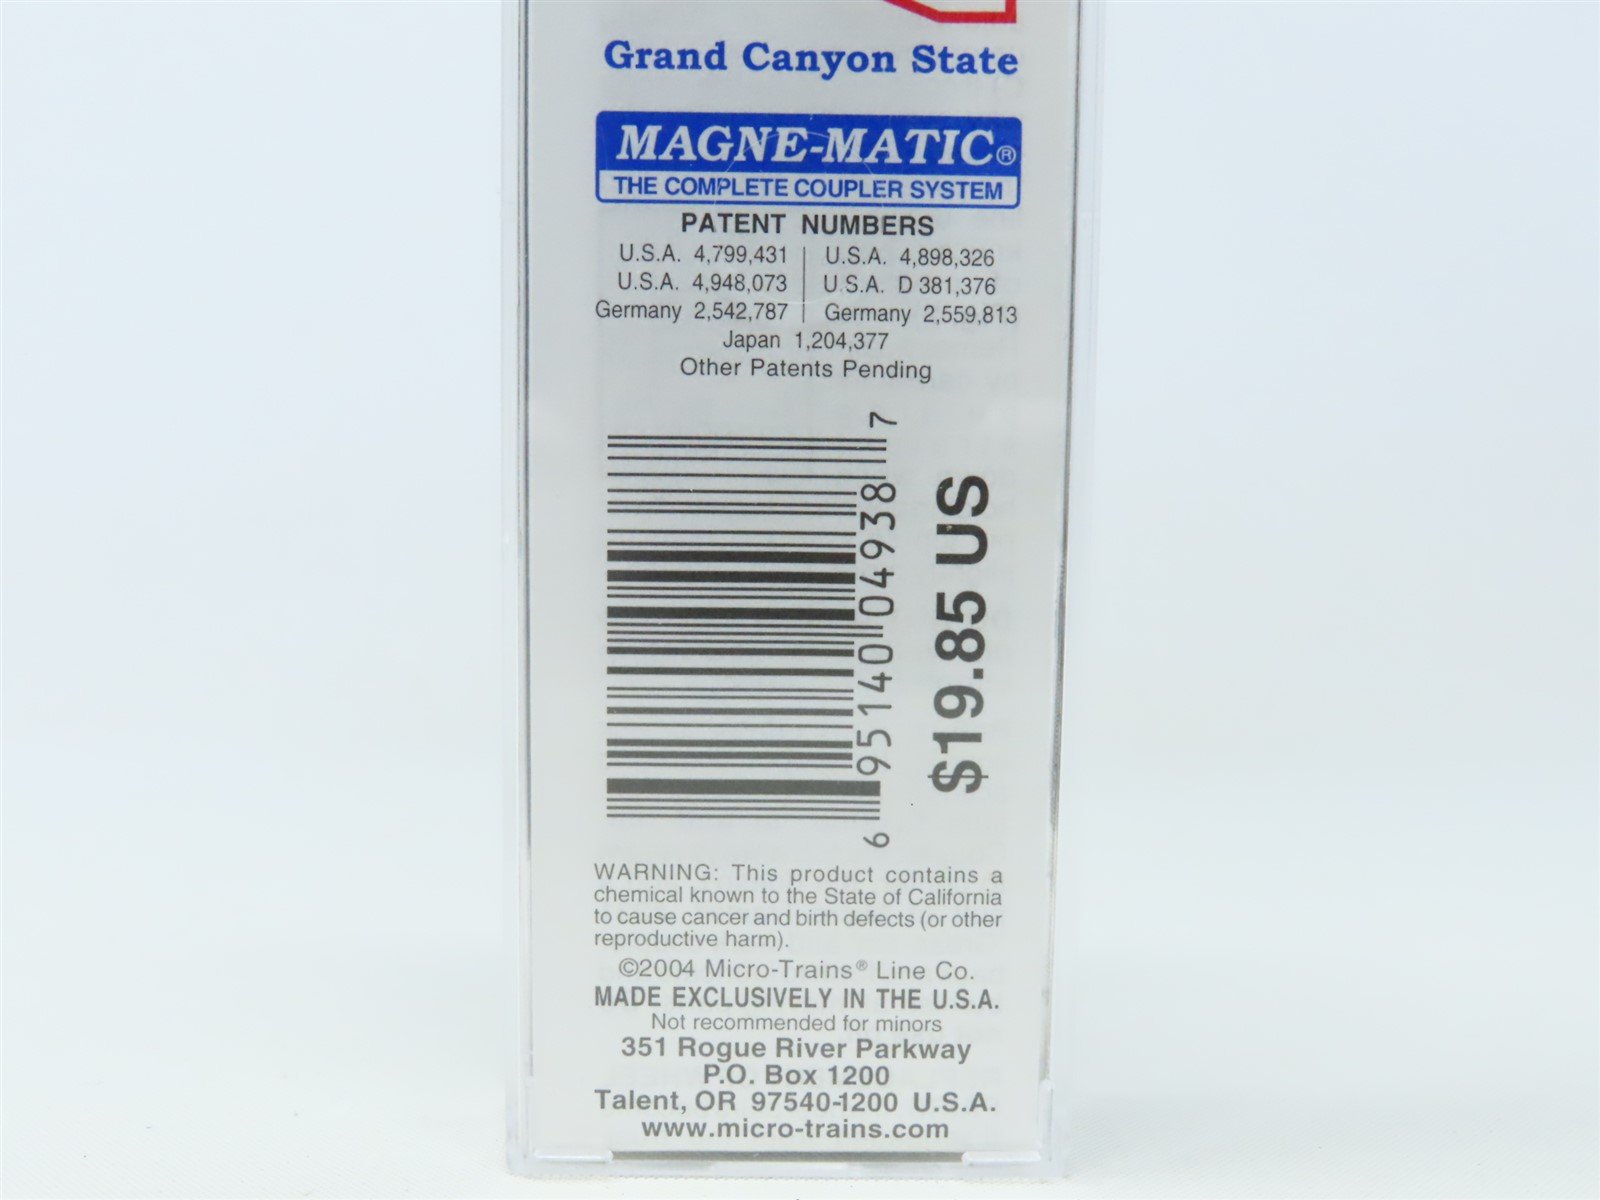 Grand Canyon State
MAGNE-MATIC®
THE COMPLETE COUPLER SYSTEM
PATENT NUMBERS
U.S.A. 4,799,431 | U.S.A. 4,898,326
U.S.A. 4,948,073 | U.S.A. D 381,376
Germany 2,542,787 | Germany 2,559,813
Japan 1,204,377
Other Patents Pending
6 95140 04938 7
$19.85 US
WARNING: This product contains a
chemical known to the State of California
to cause cancer and birth defects (or other
reproductive harm).
©2004 Micro-Trains® Line Co.
MADE EXCLUSIVELY IN THE U.S.A.
Not recommended for minors
351 Rogue River Parkway
P.O. Box 1200
Talent, OR 97540-1200 U.S.A.
www.micro-trains.com